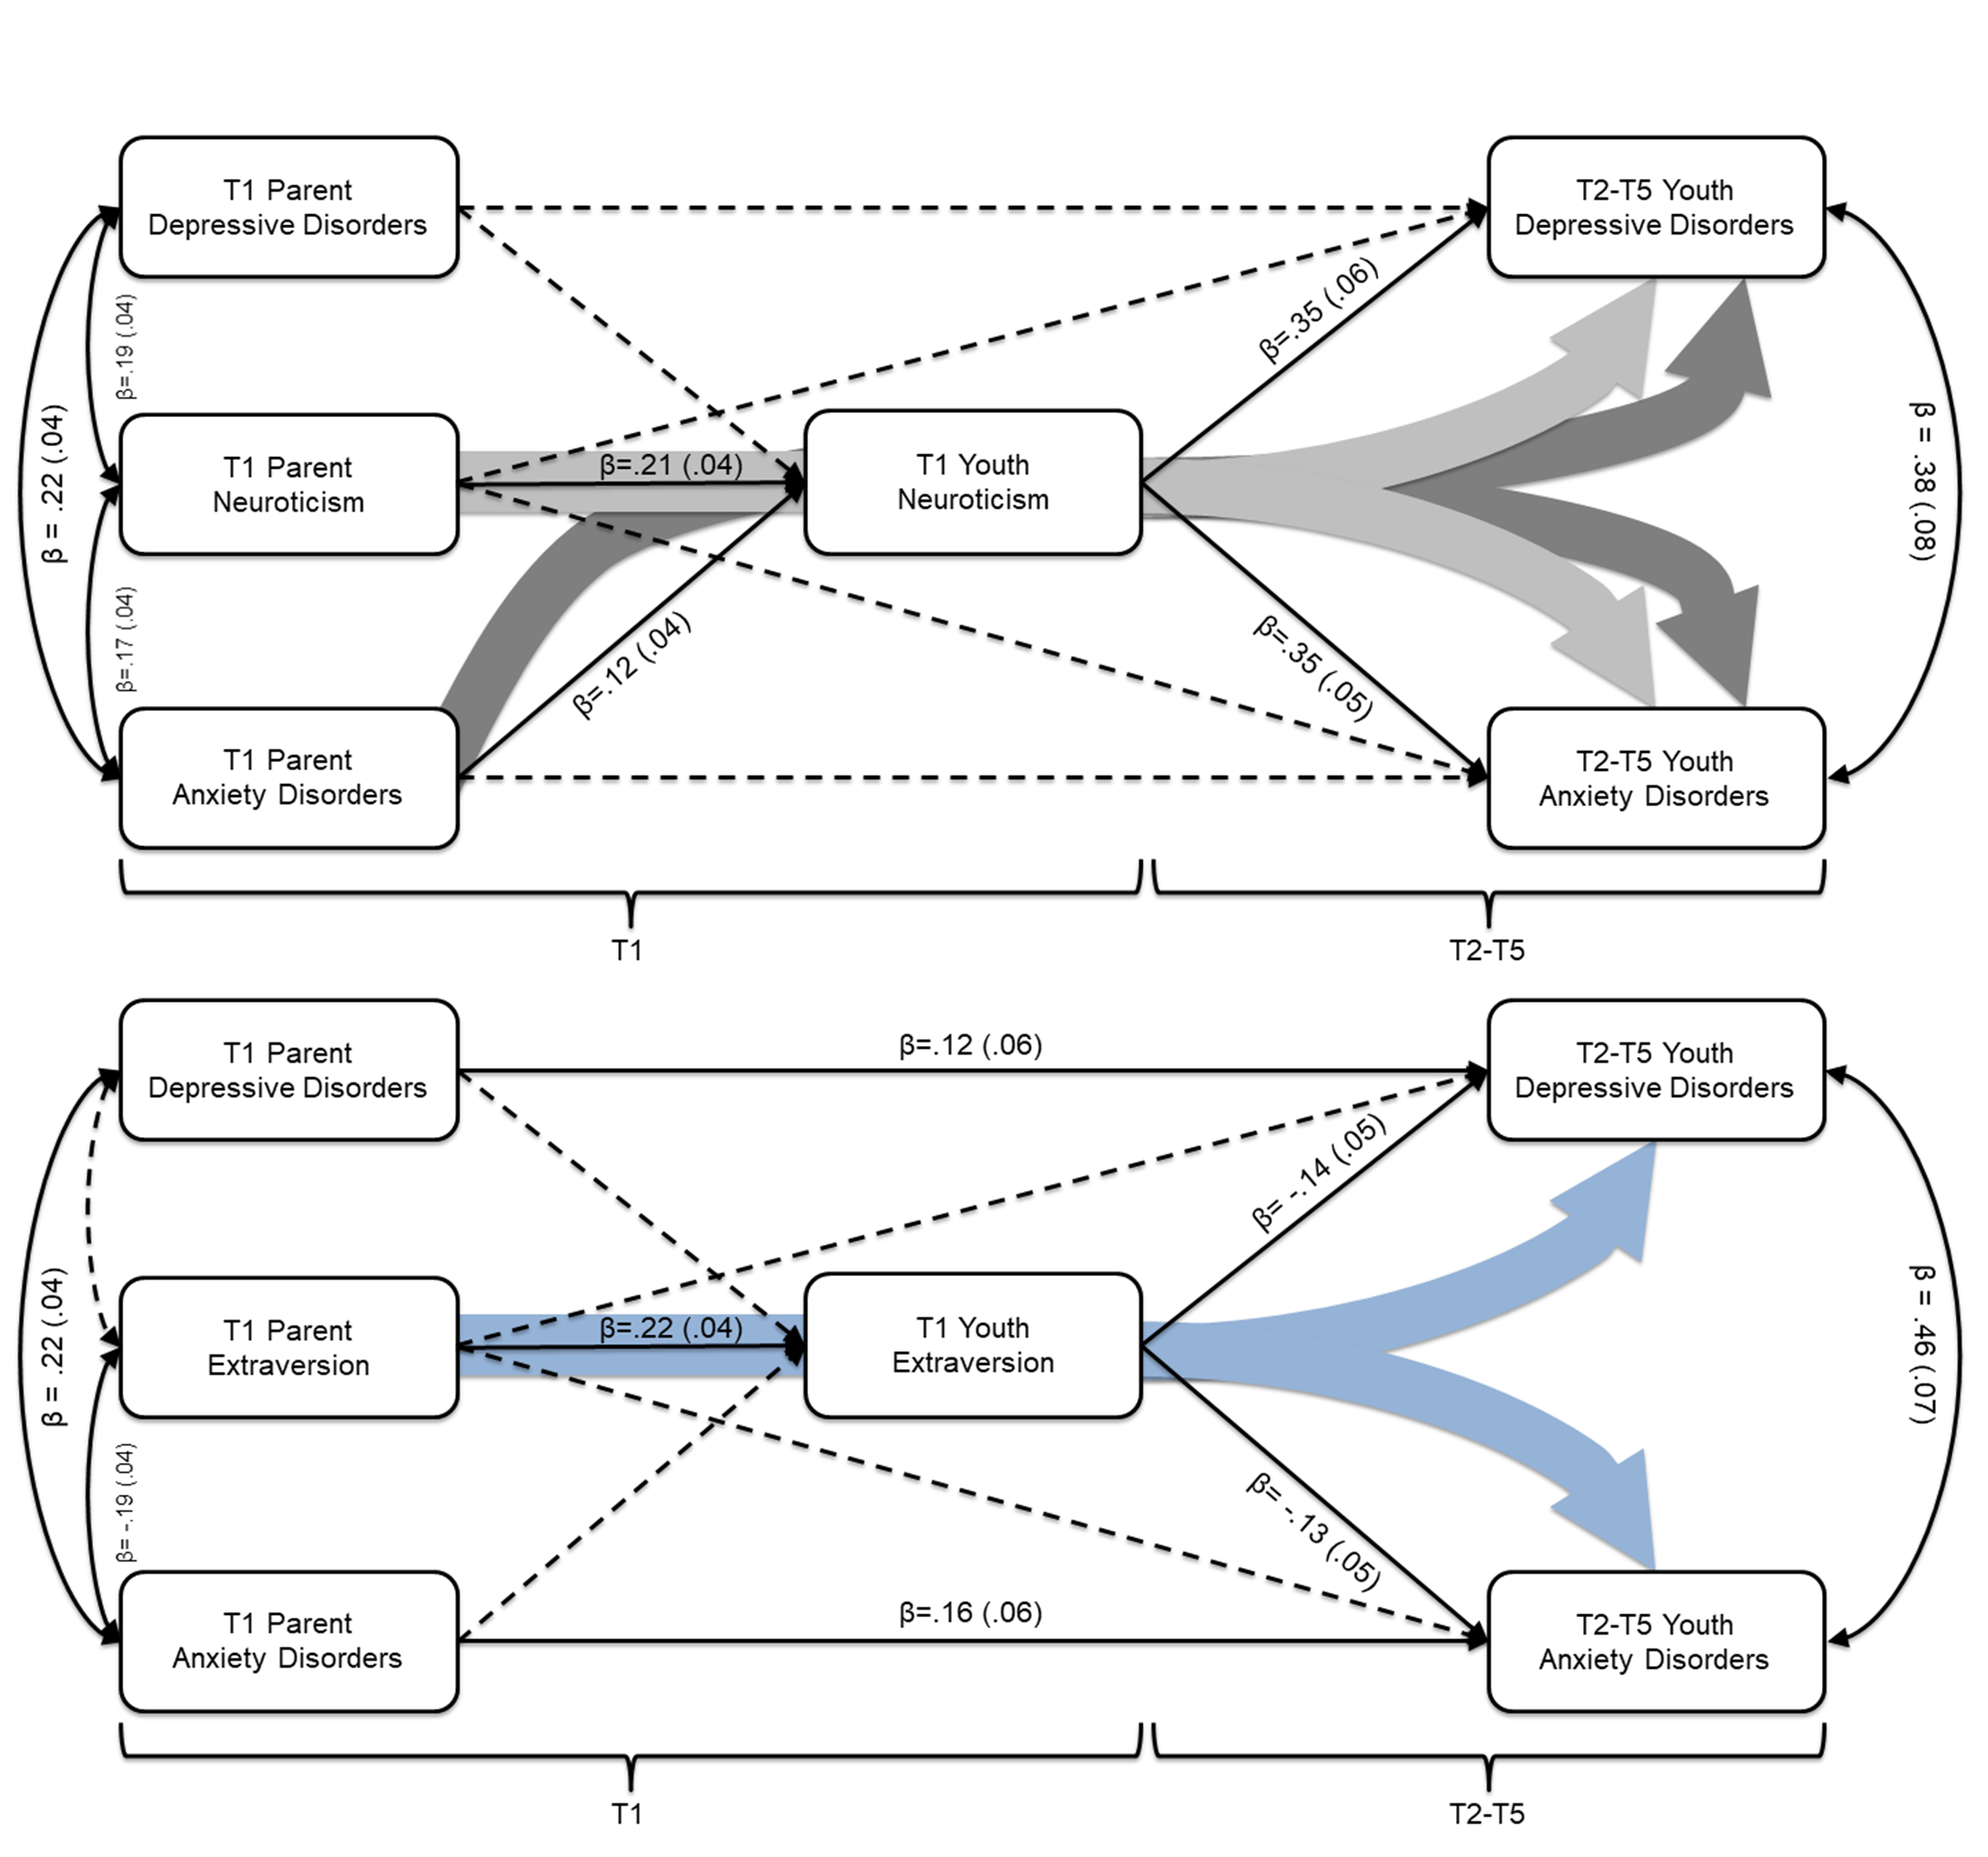 T1 Parent
Depressive Disorders
T2-T5 Youth
Depressive Disorders
β=.19 (.04)
β=.35 (.06)
β = .22 (.04)
T1 Parent
Neuroticism
β=.21 (.04)
T1 Youth
Neuroticism
β = .38 (.08)
β=.17 (.04)
β=.12 (.04)
β=.35 (.05)
T1 Parent
Anxiety Disorders
T2-T5 Youth
Anxiety Disorders
T1
T2-T5
T1 Parent
Depressive Disorders
β=.12 (.06)
T2-T5 Youth
Depressive Disorders
β= -.14 (.05)
β = .22 (.04)
T1 Parent
Extraversion
β=.22 (.04)
T1 Youth
Extraversion
β = .46 (.07)
β= -.19 (.04)
β= -.13 (.05)
T1 Parent
Anxiety Disorders
β=.16 (.06)
T2-T5 Youth
Anxiety Disorders
T1
T2-T5